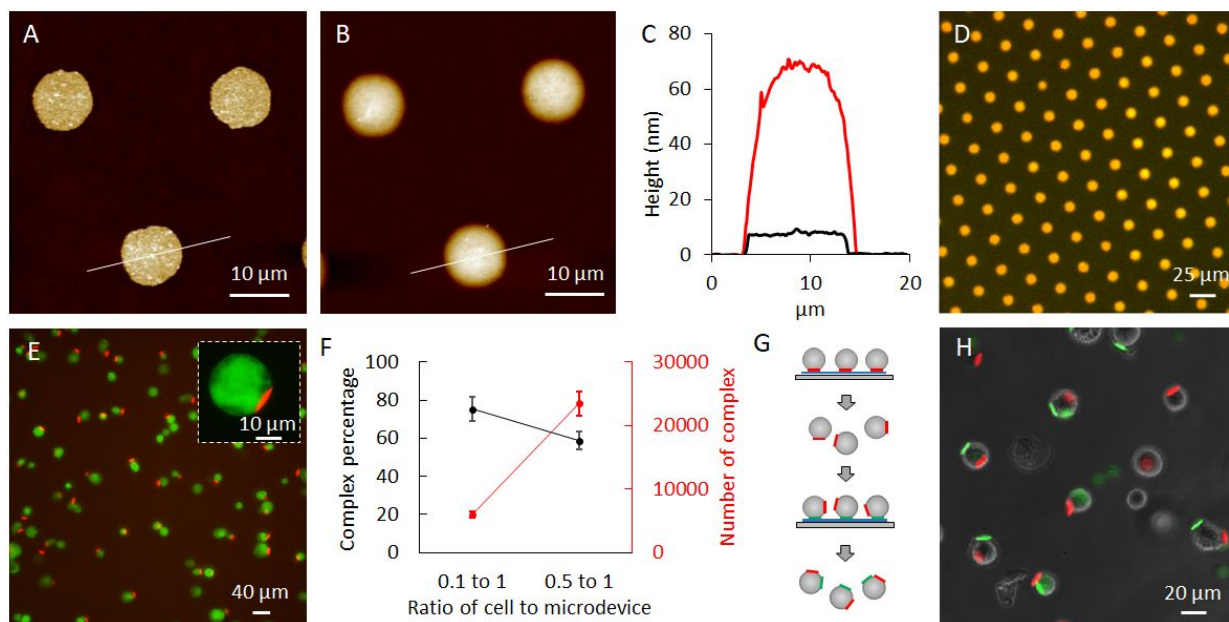 A
10 µm
B
10 µm
C
80
60
40
20
0
Height (nm)
0
10
20
µm
D
25 µm
E
10 µm
40 µm
F
100
80
60
40
20
0
Complex percentage
30000
20000
10000
0
Number of complex
0.1 to 1
0.5 to 1
Ratio of cell to microdevice
G
H
20 µm